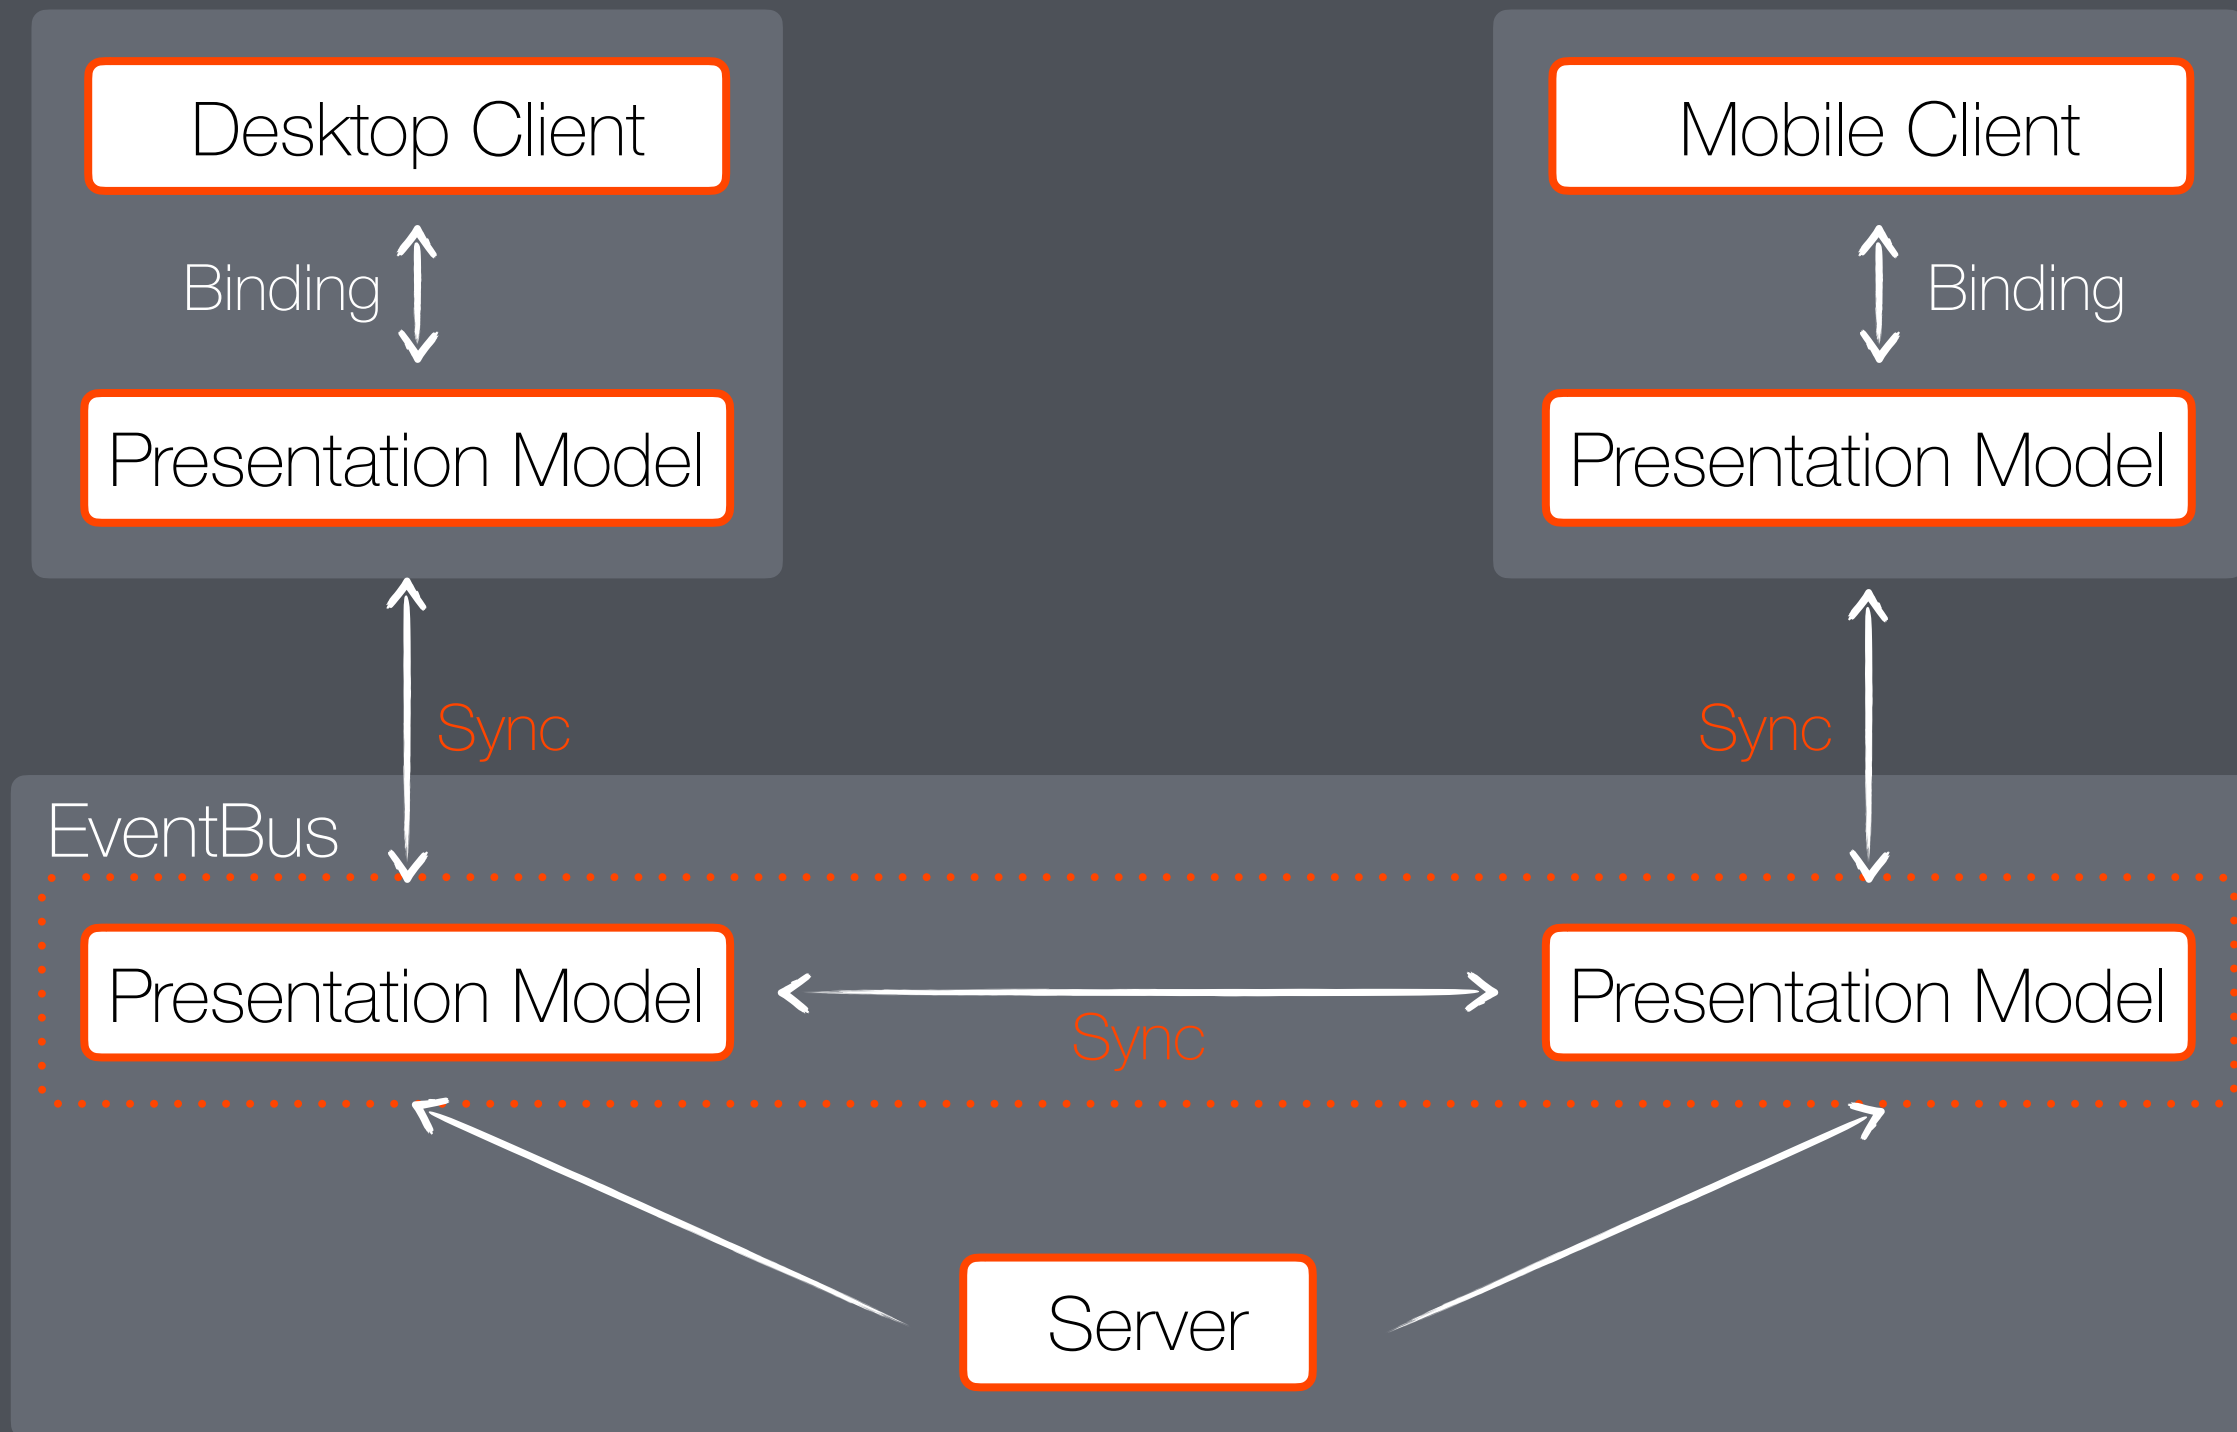 Desktop Client
Mobile Client
Binding
Binding
Presentation Model
Presentation Model
Sync
Sync
EventBus
Presentation Model
Presentation Model
Sync
Server